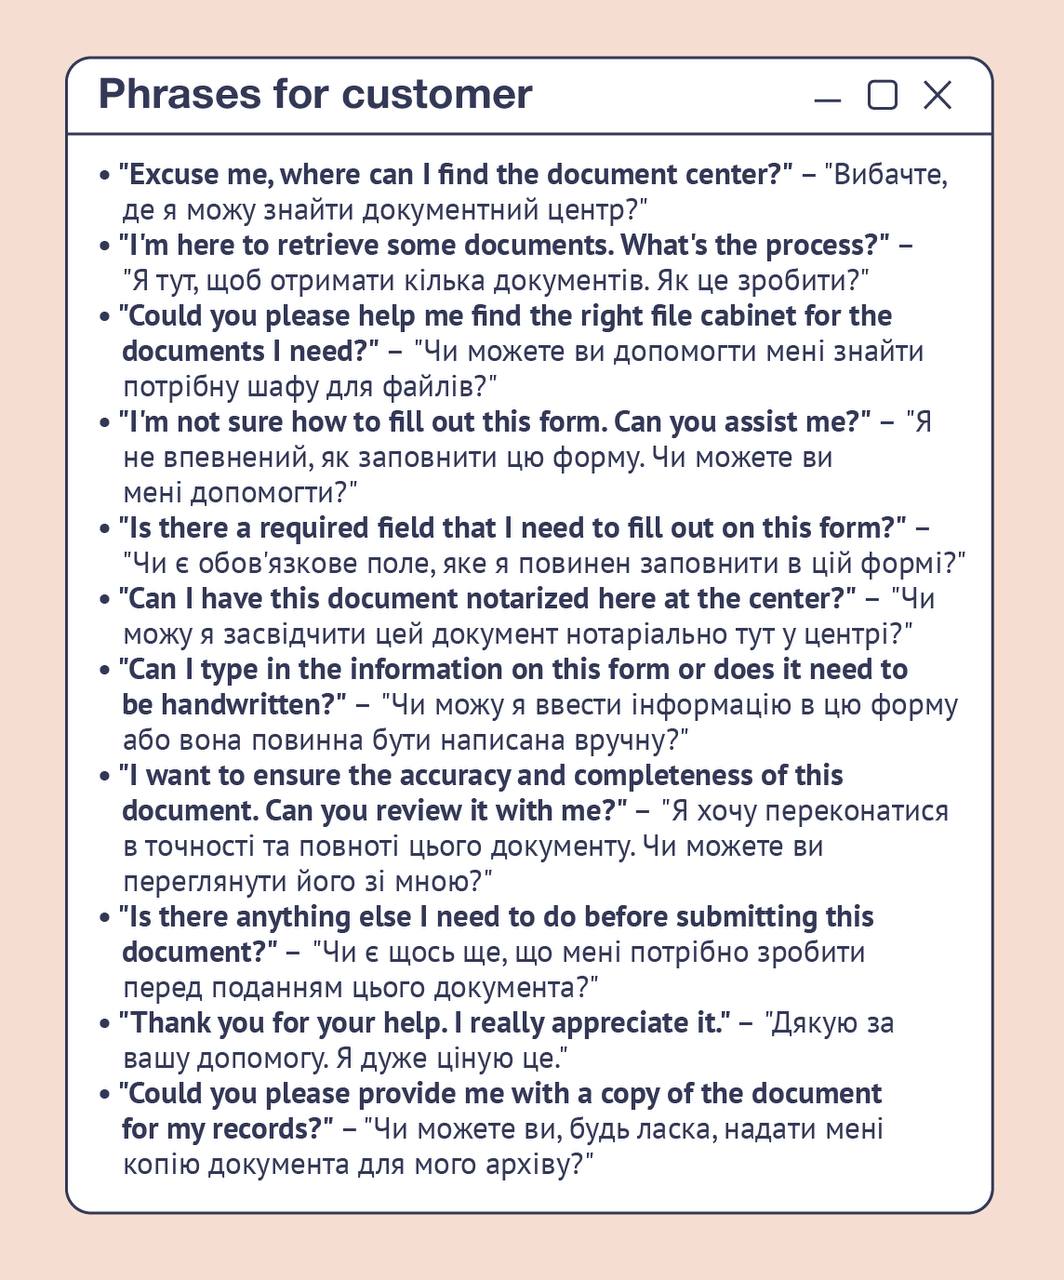 Phrases for customer
• "Excuse me, where can I find the document center?" – "Вибачте,
де я можу знайти документний центр?"
• "I'm here to retrieve some documents. What's the process?" –
"Я тут, щоб отримати кілька документів. Як це зробити?"
• "Could you please help me find the right file cabinet for the
documents I need?" – "Чи можете ви допомогти мені знайти
потрібну шафу для файлів?"
• "I'm not sure how to fill out this form. Can you assist me?" – "Я
не впевнений, як заповнити цю форму. Чи можете ви
мені допомогти?"
• "Is there a required field that I need to fill out on this form?" –
"Чи є обов'язкове поле, яке я повинен заповнити в цій формі?"
• "Can I have this document notarized here at the center?" – "Чи
можу я засвідчити цей документ нотаріально тут у центрі?"
• "Can I type in the information on this form or does it need to
be handwritten?" – "Чи можу я ввести інформацію в цю форму
або вона повинна бути написана вручну?"
• "I want to ensure the accuracy and completeness of this
document. Can you review it with me?" – "Я хочу переконатися
в точності та повноті цього документу. Чи можете ви
переглянути його зі мною?"
• "Is there anything else I need to do before submitting this
document?" – "Чи є щось ще, що мені потрібно зробити
перед поданням цього документа?"
• "Thank you for your help. I really appreciate it." – "Дякую за
вашу допомогу. Я дуже ціную це."
• "Could you please provide me with a copy of the document
for my records?" – "Чи можете ви, будь ласка, надати мені
копію документа для мого архіву?"